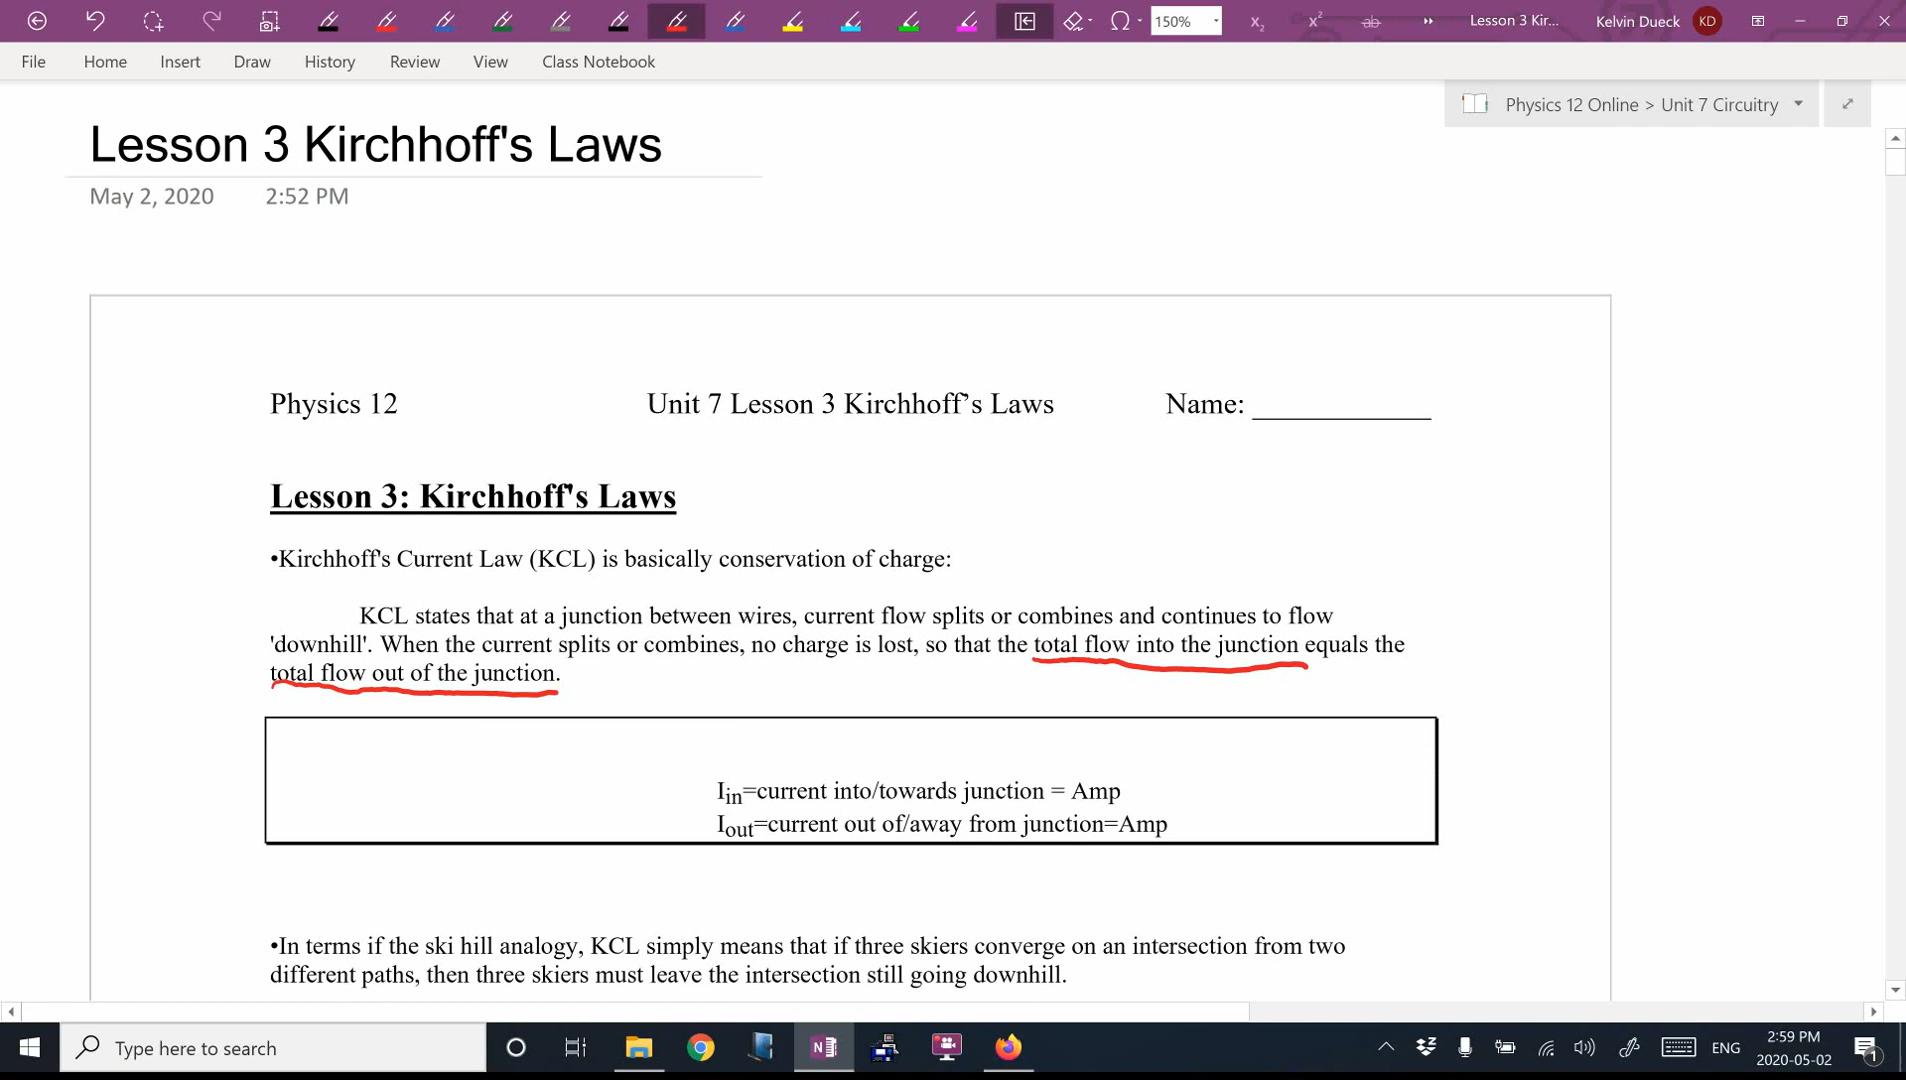 150%
x₂
x²
ab
Lesson 3 Kir...
Kelvin Dueck
KD
File
Home
Insert
Draw
History
Review
View
Class Notebook
Physics 12 Online > Unit 7 Circuitry
Lesson 3 Kirchhoff's Laws
May 2, 2020 2:52 PM
Physics 12 Unit 7 Lesson 3 Kirchhoff’s Laws Name: _____________
Lesson 3: Kirchhoff's Laws
•Kirchhoff's Current Law (KCL) is basically conservation of charge:
KCL states that at a junction between wires, current flow splits or combines and continues to flow
'downhill'. When the current splits or combines, no charge is lost, so that the total flow into the junction equals the
total flow out of the junction.
Iin=current into/towards junction = Amp
Iout=current out of/away from junction=Amp
•In terms if the ski hill analogy, KCL simply means that if three skiers converge on an intersection from two
different paths, then three skiers must leave the intersection still going downhill.
Type here to search
N
ENG
2:59 PM
2020-05-02
1